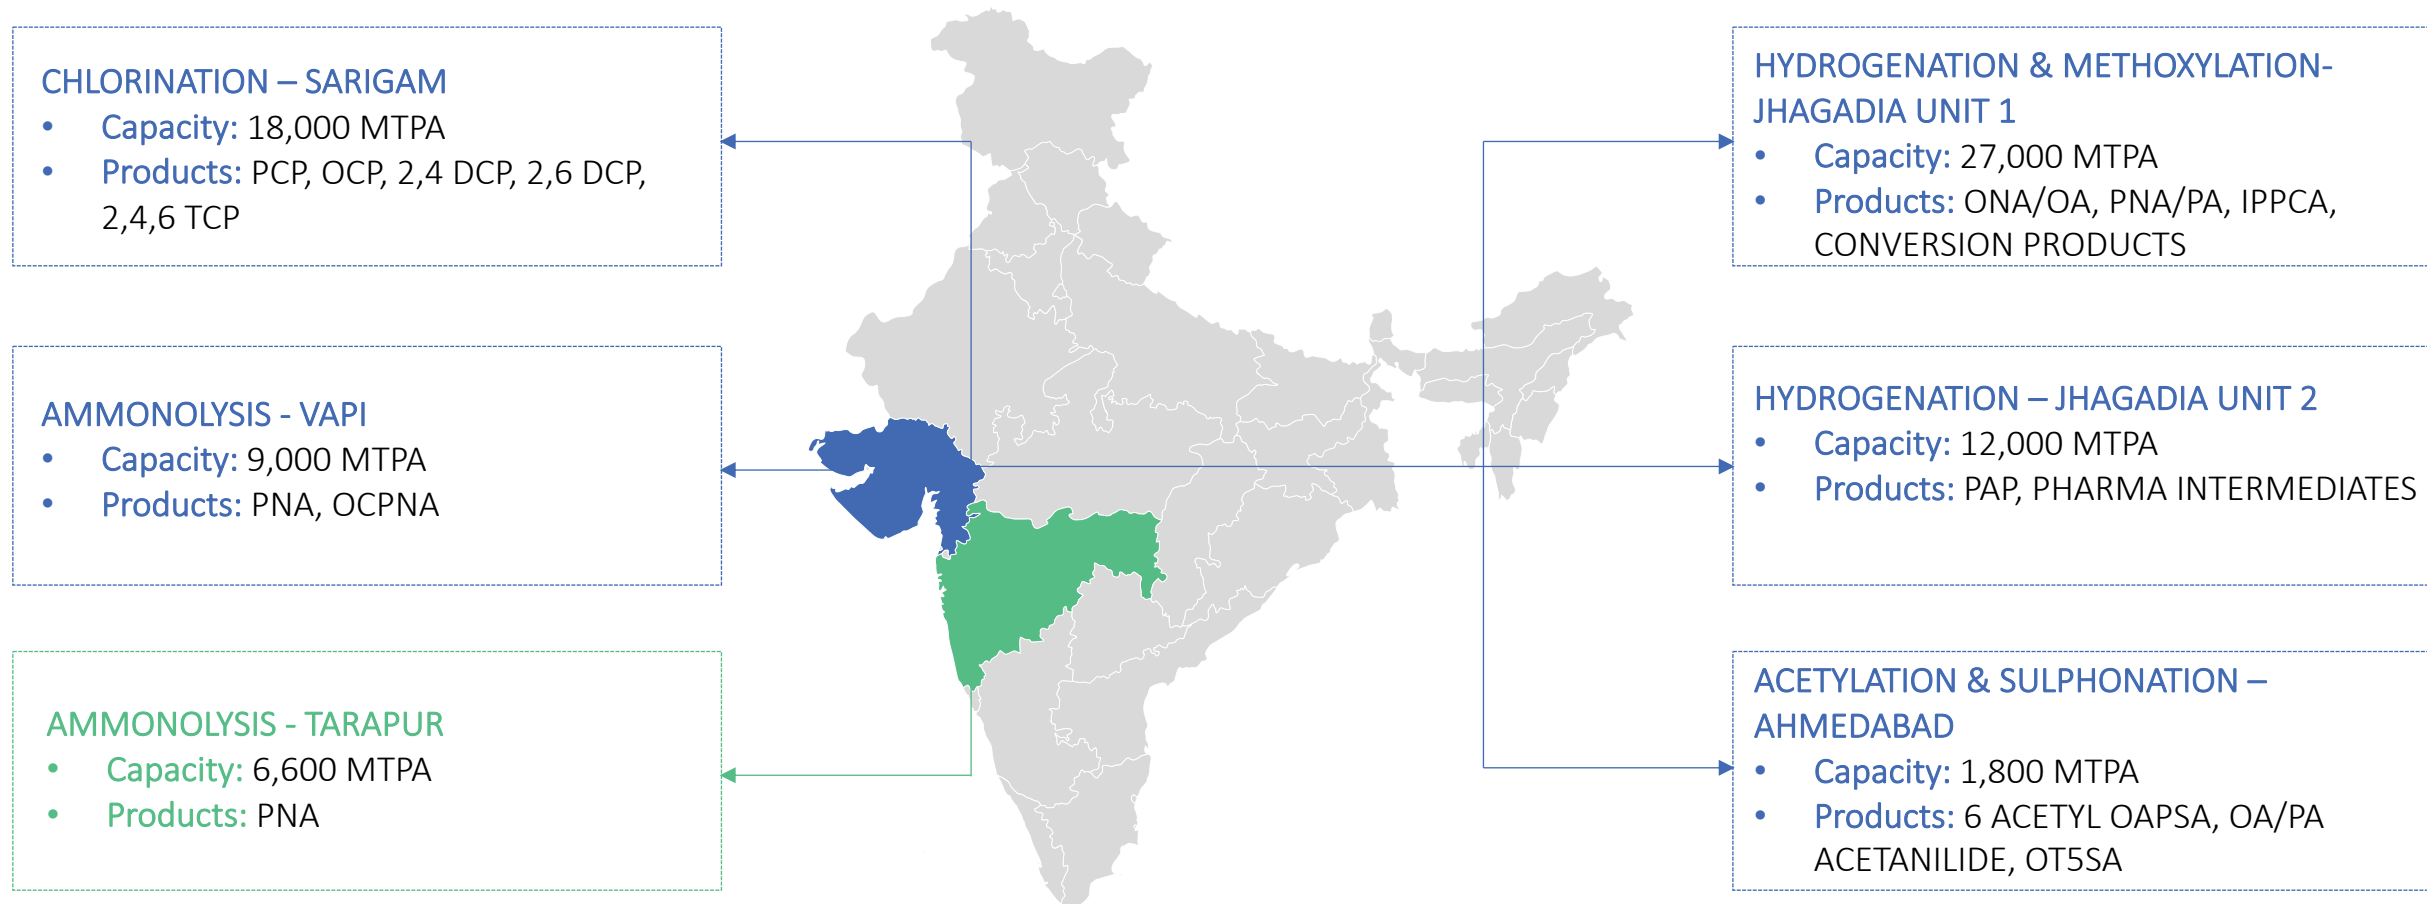 CHLORINATION – SARIGAM
• Capacity: 18,000 MTPA
• Products: PCP, OCP, 2,4 DCP, 2,6 DCP,
2,4,6 TCP
AMMONOLYSIS - VAPI
• Capacity: 9,000 MTPA
• Products: PNA, OCPNA
AMMONOLYSIS - TARAPUR
• Capacity: 6,600 MTPA
• Products: PNA
HYDROGENATION & METHOXYLATION-
JHAGADIA UNIT 1
• Capacity: 27,000 MTPA
• Products: ONA/OA, PNA/PA, IPPCA,
CONVERSION PRODUCTS
HYDROGENATION – JHAGADIA UNIT 2
• Capacity: 12,000 MTPA
• Products: PAP, PHARMA INTERMEDIATES
ACETYLATION & SULPHONATION –
AHMEDABAD
• Capacity: 1,800 MTPA
• Products: 6 ACETYL OAPSA, OA/PA
ACETANILIDE, OT5SA